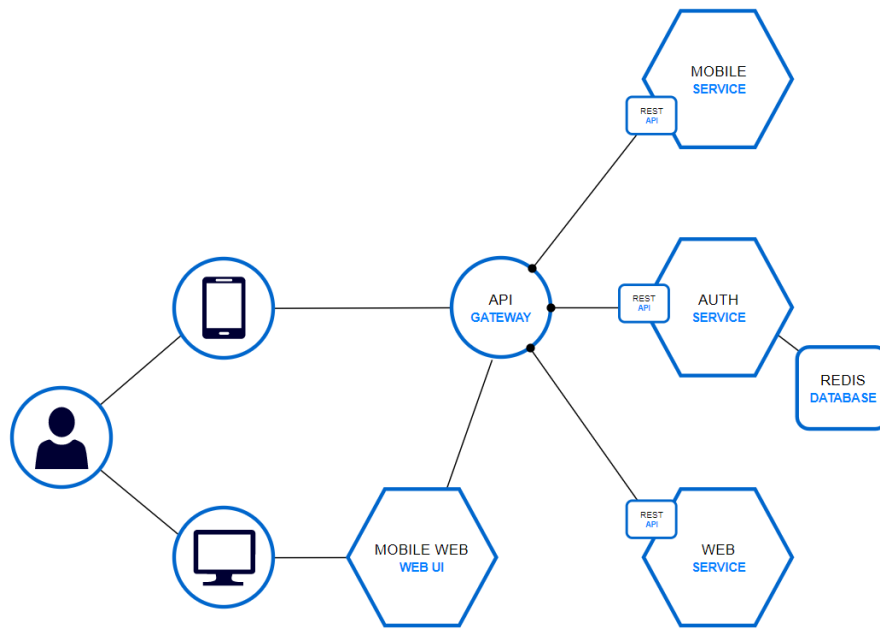 MOBILE
SERVICE
REST
API
API
GATEWAY
REST
API
AUTH
SERVICE
REDIS
DATABASE
MOBILE WEB
WEB UI
REST
API
WEB
SERVICE